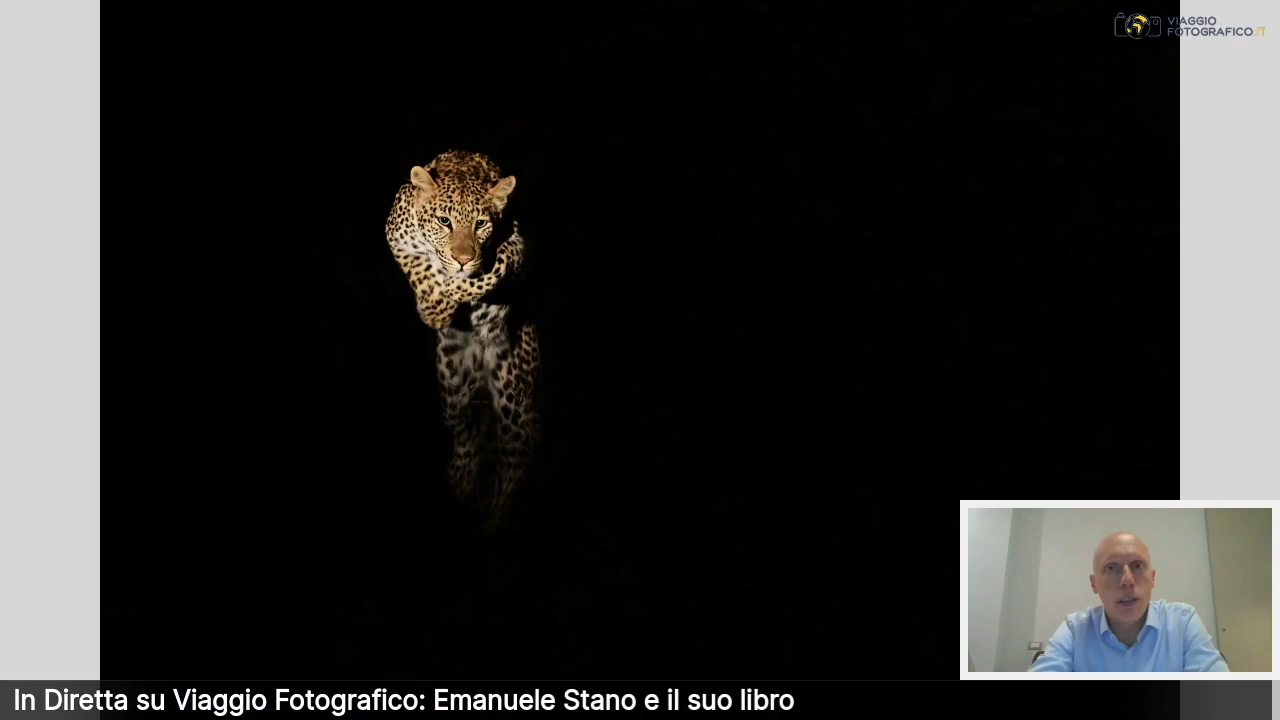 VIAGGIO
FOTOGRAFICO.IT
In Diretta su Viaggio Fotografico: Emanuele Stano e il suo libro